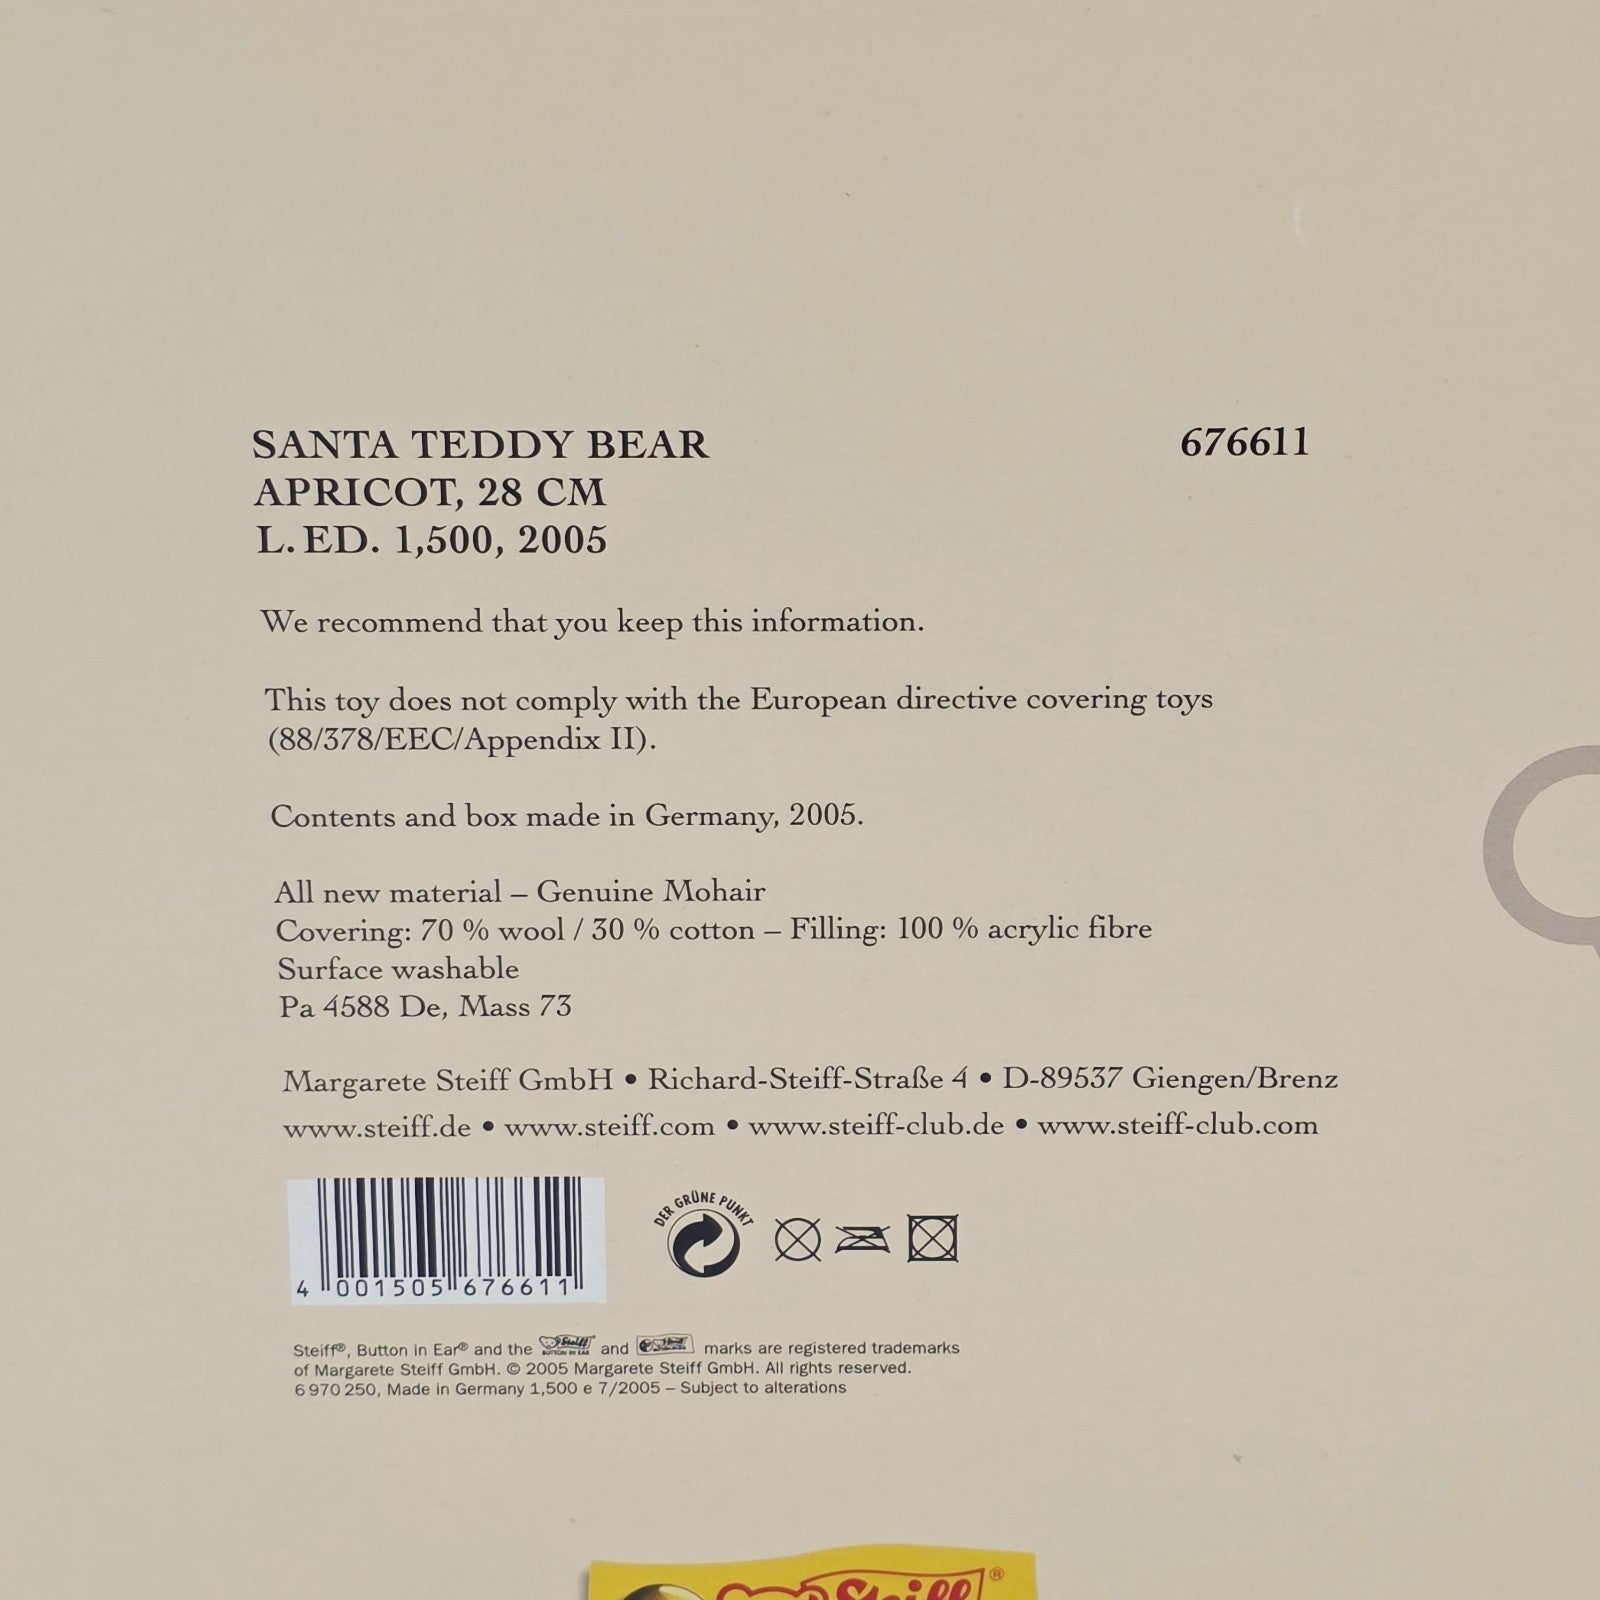 SANTA TEDDY BEAR 676611
APRICOT, 28 CM
L. ED. 1,500, 2005
We recommend that you keep this information.
This toy does not comply with the European directive covering toys
(88/378/EEC/Appendix II).
Contents and box made in Germany, 2005.
All new material – Genuine Mohair
Covering: 70 % wool / 30 % cotton – Filling: 100 % acrylic fibre
Surface washable
Pa 4588 De, Mass 73
Margarete Steiff GmbH • Richard-Steiff-Straße 4 • D-89537 Giengen/Brenz
www.steiff.de • www.steiff.com • www.steiff-club.de • www.steiff-club.com
DER GRÜNE PUNKT
4 001505 676611
Steiff®, Button in Ear® and the Steiff BUTTON IN EAR and marks are registered trademarks
of Margarete Steiff GmbH. © 2005 Margarete Steiff GmbH. All rights reserved.
6 970 250, Made in Germany 1,500 e 7/2005 – Subject to alterations
Steiff®